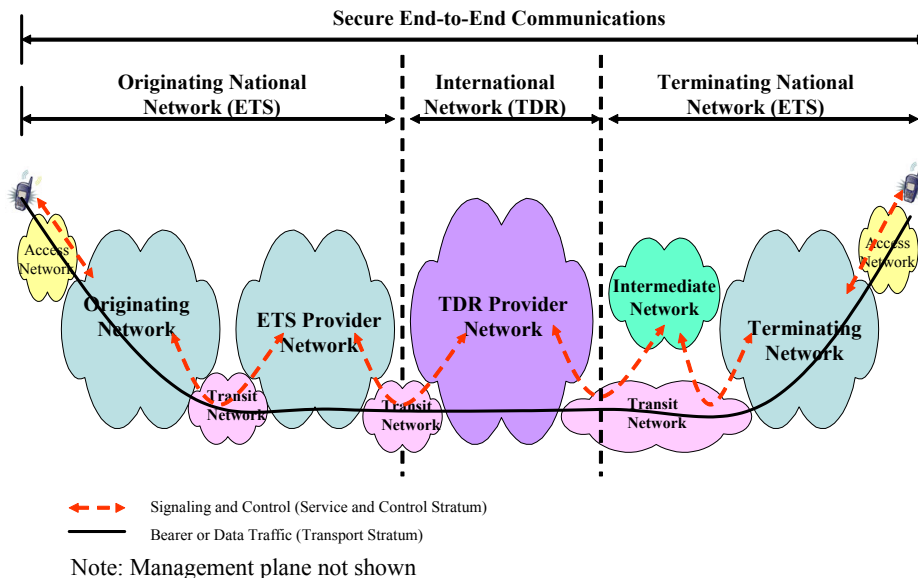 Secure End-to-End Communications
Originating National
Network (ETS)
International
Network (TDR)
Terminating National
Network (ETS)
Access
Network
Originating
Network
ETS Provider
Network
TDR Provider
Network
Intermediate
Network
Terminating
Network
Access
Network
Transit
Network
Transit
Network
Transit
Network
Signaling and Control (Service and Control Stratum)
Bearer or Data Traffic (Transport Stratum)
Note: Management plane not shown